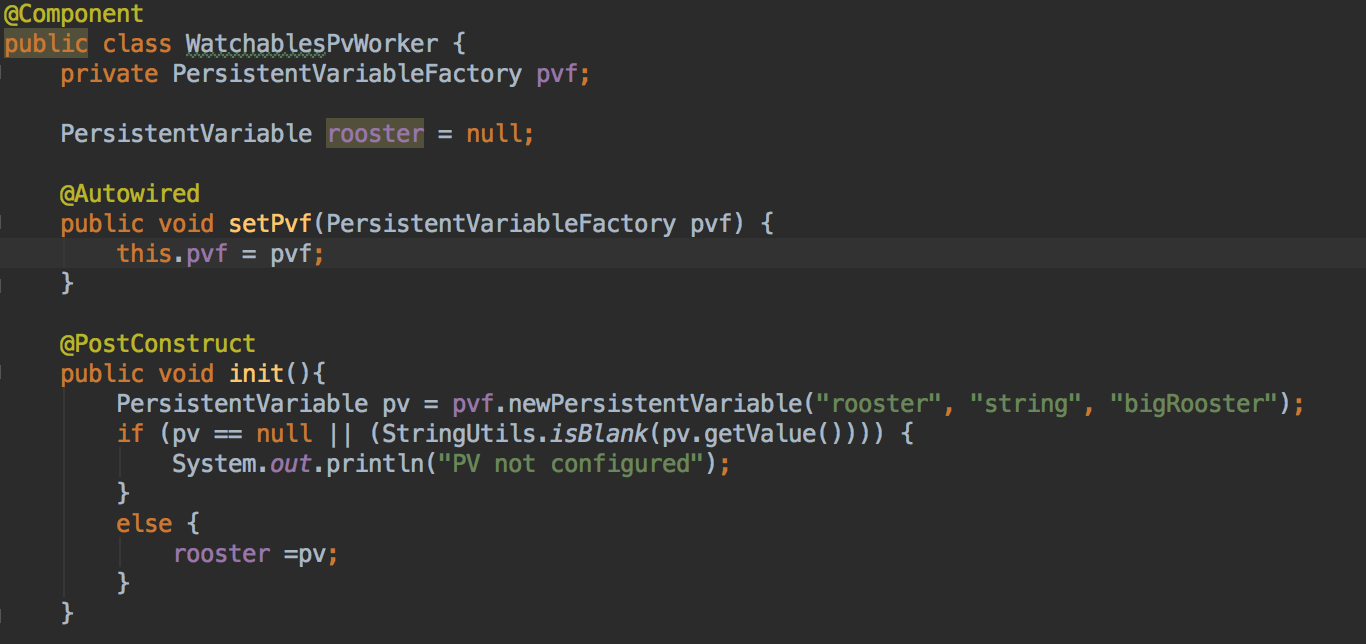 @Component
public class WatchablesPvWorker {
private PersistentVariableFactory pvf;
PersistentVariable rooster = null;
@Autowired
public void setPvf(PersistentVariableFactory pvf) {
this.pvf = pvf;
}
@PostConstruct
public void init(){
PersistentVariable pv = pvf.newPersistentVariable("rooster", "string", "bigRooster");
if (pv == null || (StringUtils.isBlank(pv.getValue()))) {
System.out.println("PV not configured");
}
else {
rooster =pv;
}
}